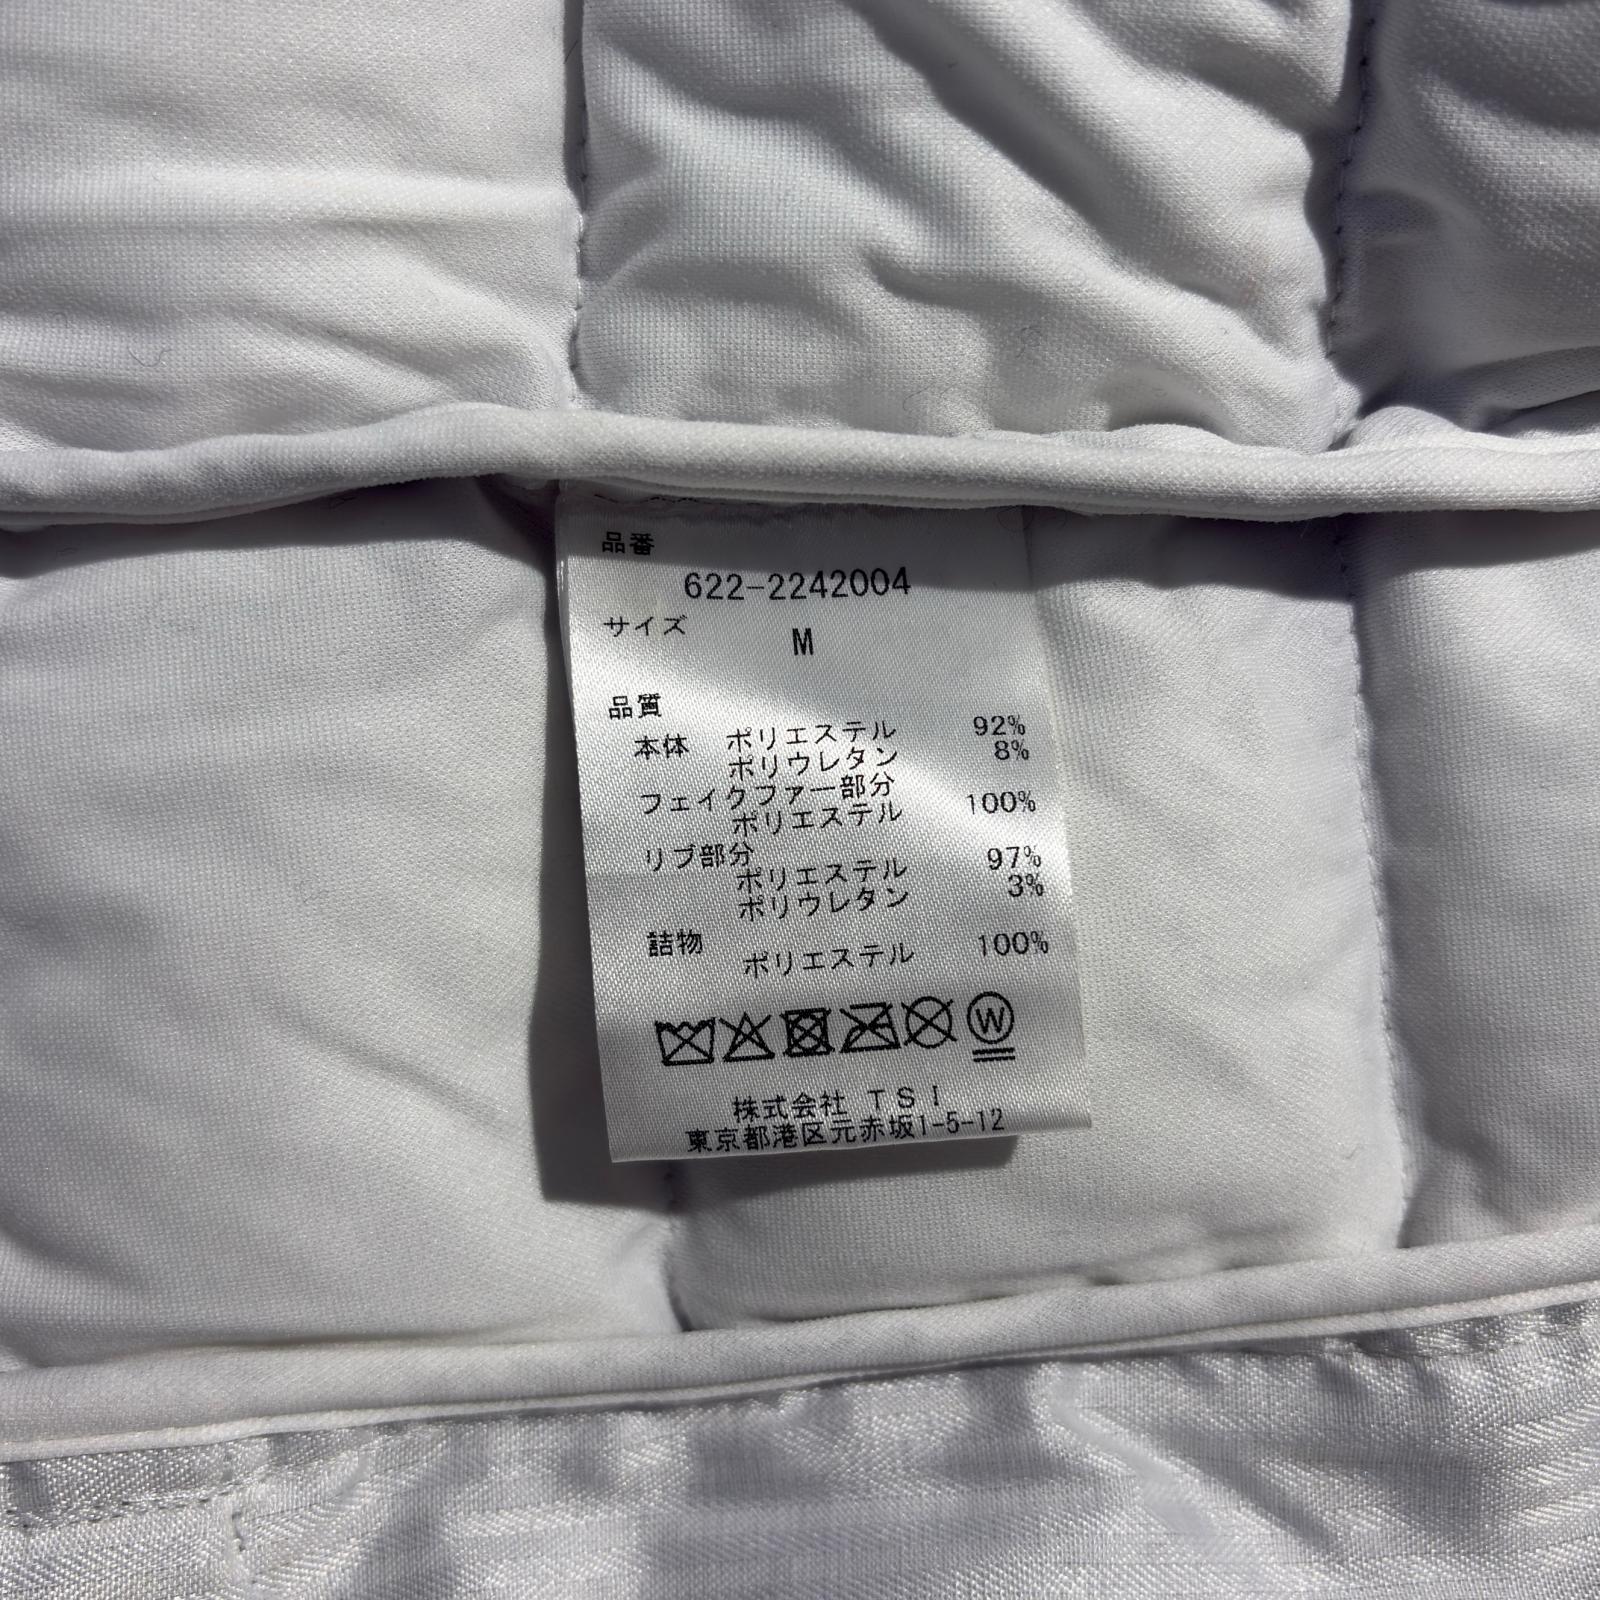 品番
622-2242004
サイズ M
品質
本体 ポリエステル 92%
ポリウレタン 8%
フェイクファー部分
ポリエステル 100%
リブ部分
ポリエステル 97%
ポリウレタン 3%
詰物
ポリエステル 100%
W
株式会社 TSI
東京都港区元赤坂1-5-12